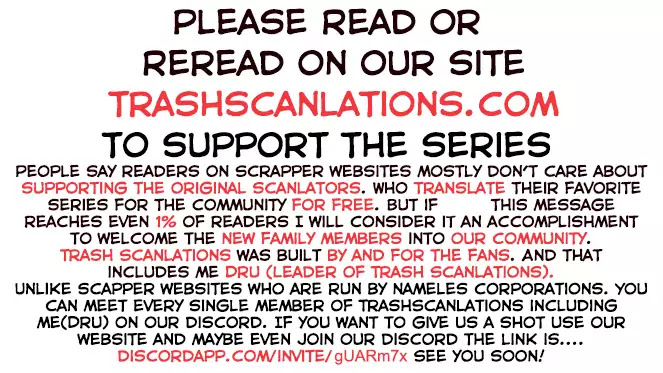 PLEASE READ OR
REREAD ON OUR SITE
TRASHSCANLATIONS.COM
TO SUPPORT THE SERIES
PEOPLE SAY READERS ON SCRAPPER WEBSITES MOSTLY DON'T CARE ABOUT
SUPPORTING THE ORIGINAL SCANLATORS. WHO TRANSLATE THEIR FAVORITE
SERIES FOR THE COMMUNITY FOR FREE. BUT IF THIS MESSAGE
REACHES EVEN 1% OF READERS I WILL CONSIDER IT AN ACCOMPLISHMENT
TO WELCOME THE NEW FAMILY MEMBERS INTO OUR COMMUNITY.
TRASH SCANLATIONS WAS BUILT BY AND FOR THE FANS. AND THAT
INCLUDES ME DRU (LEADER OF TRASH SCANLATIONS).
UNLIKE SCAPPER WEBSITES WHO ARE RUN BY NAMELES CORPORATIONS. YOU
CAN MEET EVERY SINGLE MEMBER OF TRASHSCANLATIONS INCLUDING
ME(DRU) ON OUR DISCORD. IF YOU WANT TO GIVE US A SHOT USE OUR
WEBSITE AND MAYBE EVEN JOIN OUR DISCORD THE LINK IS....
DISCORDAPP.COM/INVITE/gUARm7x SEE YOU SOON!